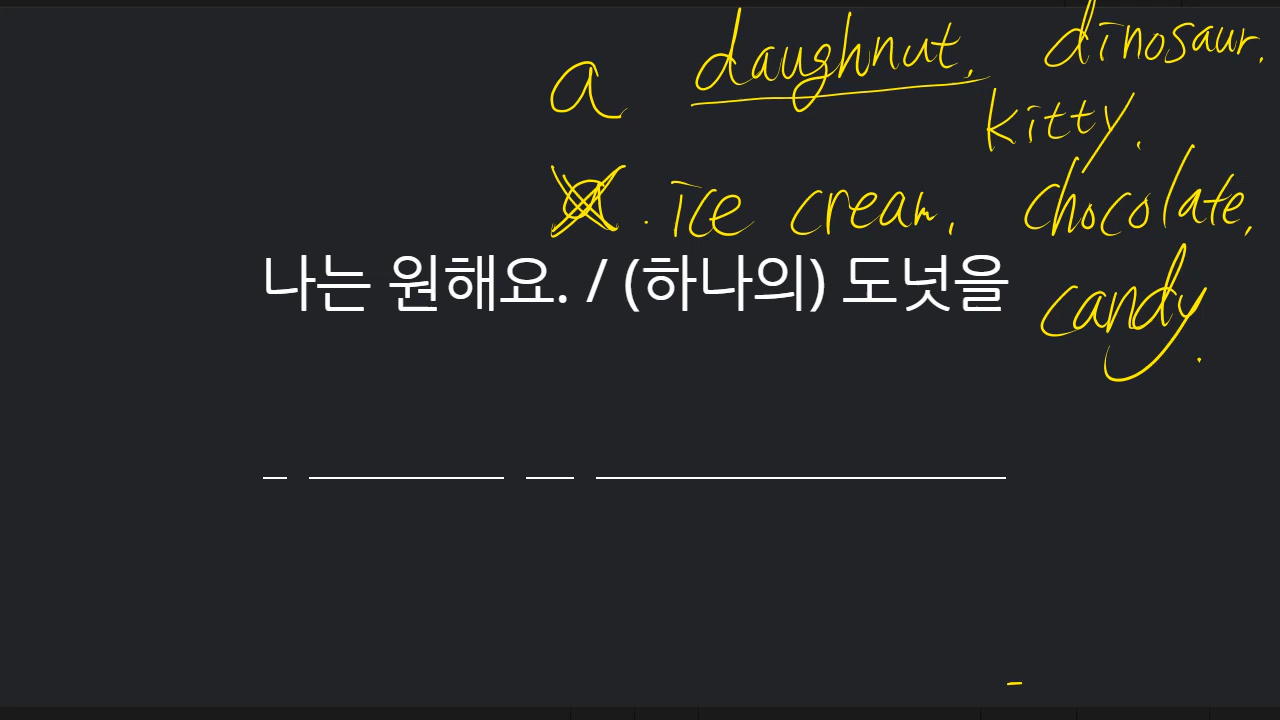 a daughnut, dinosaur.
kitty.
a . ice cream, chocolate,
나는 원해요. / (하나의) 도넛을
candy.